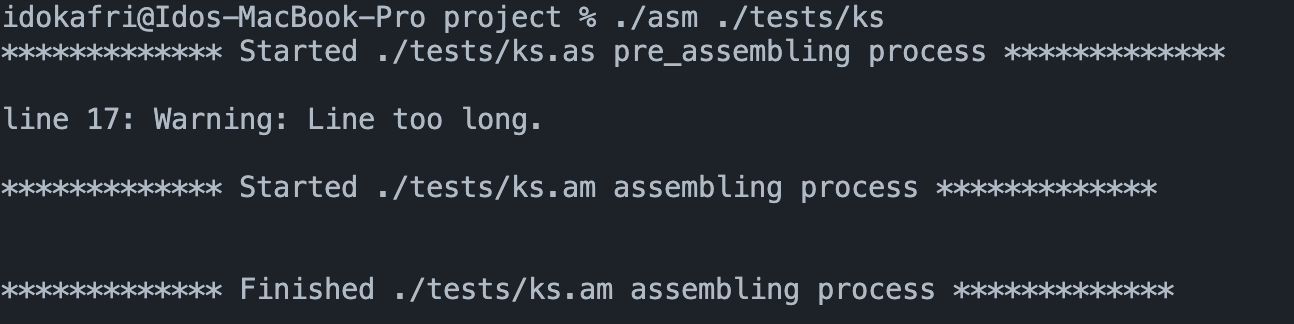 idokafri@Idos-MacBook-Pro project % ./asm ./tests/ks
************* Started ./tests/ks.as pre_assembling process *************
line 17: Warning: Line too long.
************* Started ./tests/ks.am assembling process *************
************* Finished ./tests/ks.am assembling process *************